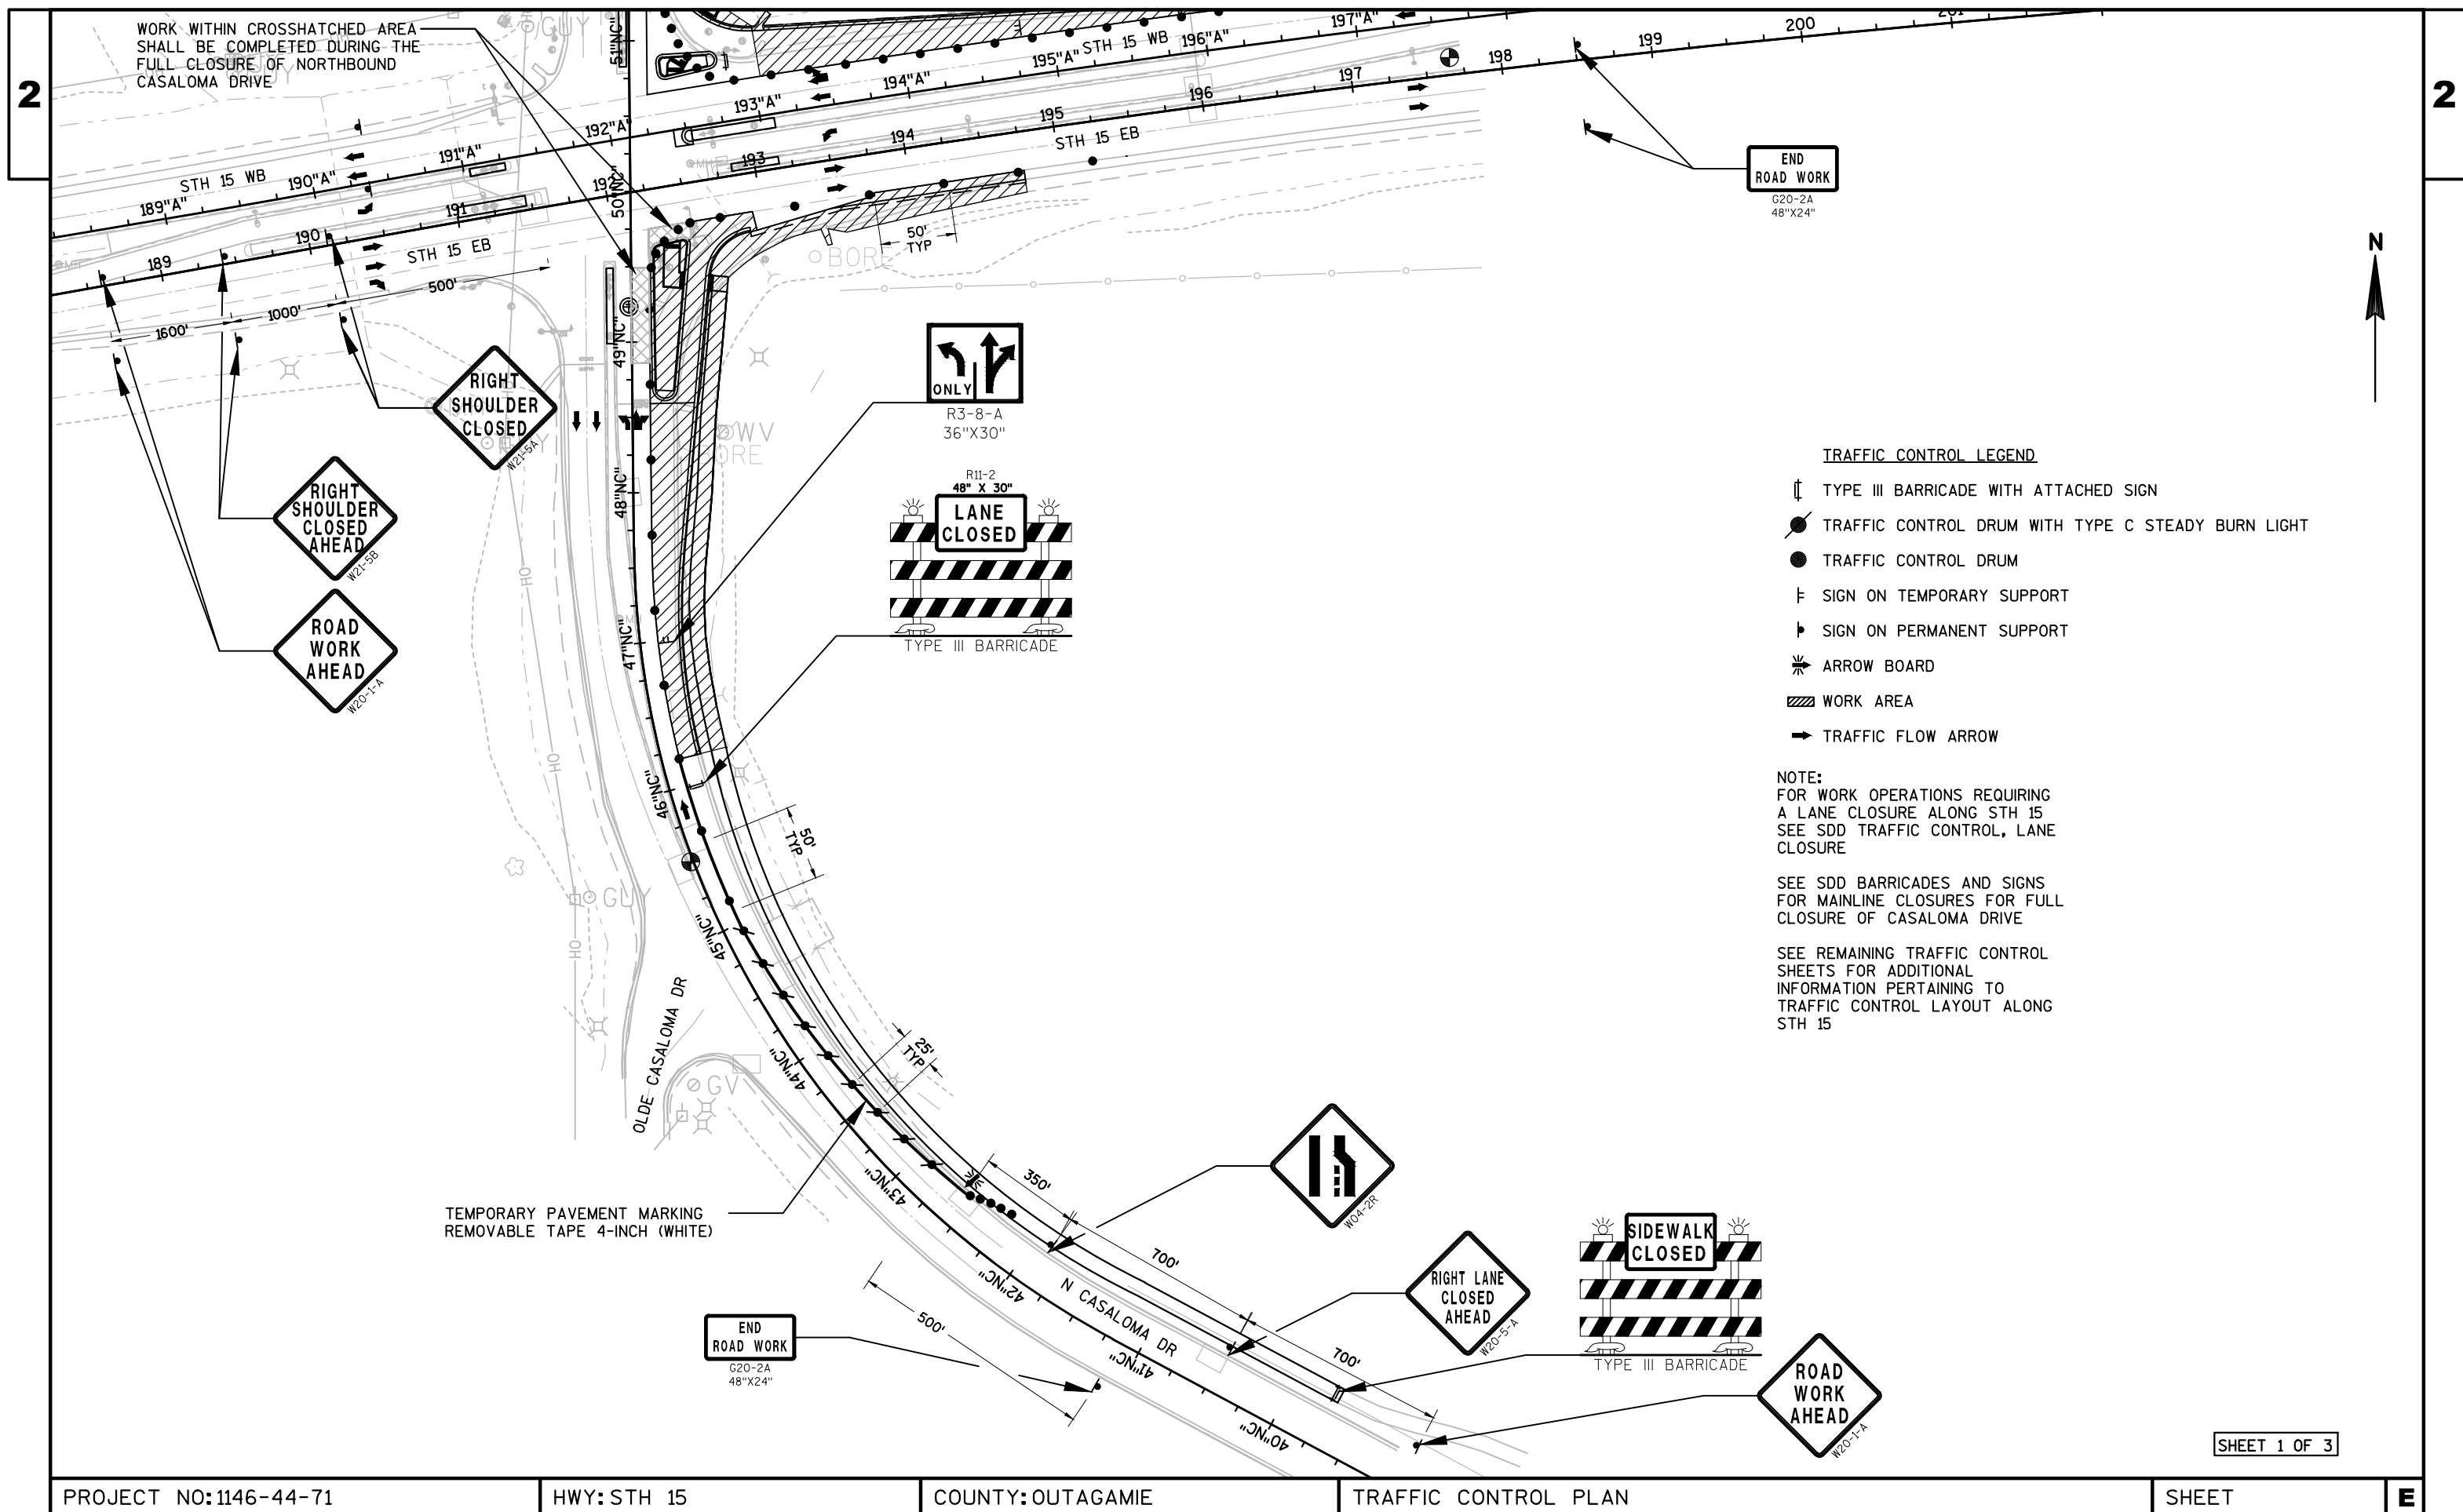 WORK WITHIN CROSSHATCHED AREA
SHALL BE COMPLETED DURING THE
FULL CLOSURE OF NORTHBOUND
CASALOMA DRIVE
2
2
GUY
GUY
51"NC"
50"NC"
49"NC"
48"NC"
47"NC"
46"NC"
45"NC"
44"NC"
43"NC"
42"NC"
41"NC"
40"NC"
189"A"
190"A"
191"A"
192"A"
193"A"
194"A"
195"A"
196"A"
197"A"
STH 15 WB
STH 15 WB
189
190
191
192
193
194
195
196
197
198
199
200
201
STH 15 EB
STH 15 EB
END
ROAD WORK
G20-2A
48"X24"
N
50'
TYP
BORE
MH
MH
1600'
1000'
500'
RIGHT
SHOULDER
CLOSED
W21-5A
RIGHT
SHOULDER
CLOSED
AHEAD
W21-5B
ROAD
WORK
AHEAD
W20-1-A
GUY
WV
ONLY
R3-8-A
36"X30"
R11-2
48" X 30"
LANE
CLOSED
TYPE III BARRICADE
TRAFFIC CONTROL LEGEND
TYPE III BARRICADE WITH ATTACHED SIGN
TRAFFIC CONTROL DRUM WITH TYPE C STEADY BURN LIGHT
TRAFFIC CONTROL DRUM
SIGN ON TEMPORARY SUPPORT
SIGN ON PERMANENT SUPPORT
ARROW BOARD
WORK AREA
TRAFFIC FLOW ARROW
NOTE:
FOR WORK OPERATIONS REQUIRING
A LANE CLOSURE ALONG STH 15
SEE SDD TRAFFIC CONTROL, LANE
CLOSURE
SEE SDD BARRICADES AND SIGNS
FOR MAINLINE CLOSURES FOR FULL
CLOSURE OF CASALOMA DRIVE
SEE REMAINING TRAFFIC CONTROL
SHEETS FOR ADDITIONAL
INFORMATION PERTAINING TO
TRAFFIC CONTROL LAYOUT ALONG
STH 15
OH
OH
OH
GUY
50'
TYP
OLDE CASALOMA DR
GV
25'
TYP
TEMPORARY PAVEMENT MARKING
REMOVABLE TAPE 4-INCH (WHITE)
350'
700'
700'
500'
N CASALOMA DR
W04-2R
RIGHT LANE
CLOSED
AHEAD
W20-5-A
SIDEWALK
CLOSED
TYPE III BARRICADE
ROAD
WORK
AHEAD
W20-1-A
END
ROAD WORK
G20-2A
48"X24"
SHEET 1 OF 3
PROJECT NO:1146-44-71
HWY:STH 15
COUNTY:OUTAGAMIE
TRAFFIC CONTROL PLAN
SHEET
E